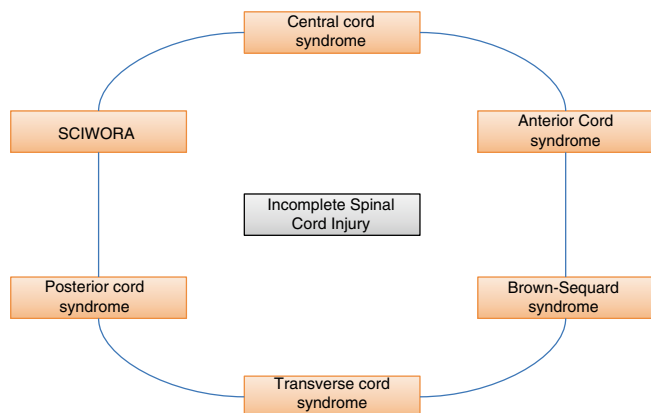 Central cord
syndrome
SCIWORA
Anterior Cord
syndrome
Incomplete Spinal
Cord Injury
Posterior cord
syndrome
Brown-Sequard
syndrome
Transverse cord
syndrome